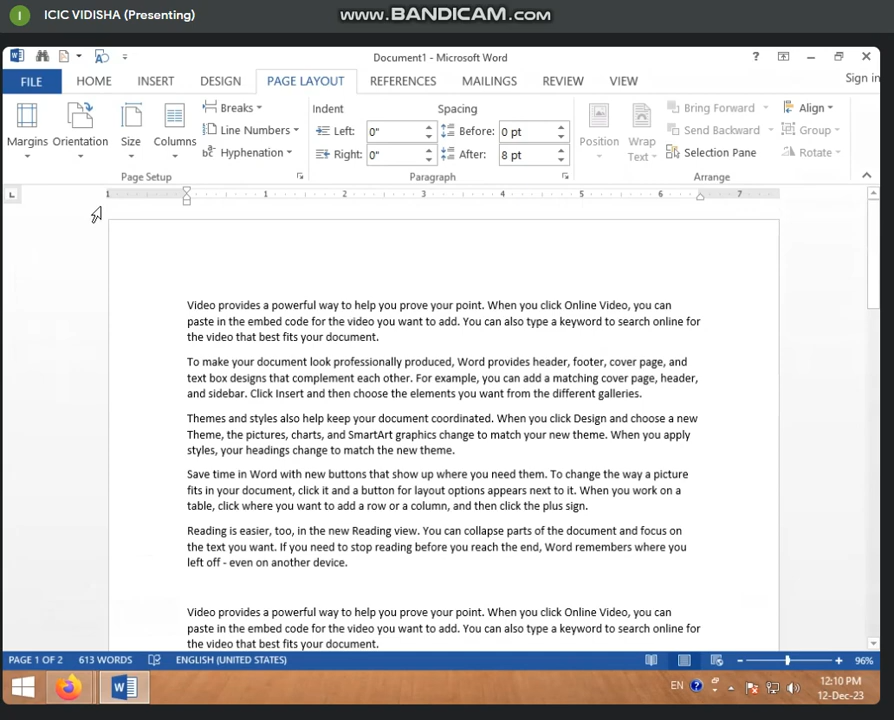 I ICIC VIDISHA (Presenting)
www.BANDICAM.com
Document1 - Microsoft Word
?
Sign in
FILE HOME INSERT DESIGN PAGE LAYOUT REFERENCES MAILINGS REVIEW VIEW
Margins Orientation Size Columns
Breaks
Line Numbers
Hyphenation
Page Setup
Indent Spacing
Left: 0" Before: 0 pt
Right: 0" After: 8 pt
Paragraph
Position Wrap Text
Bring Forward Align
Send Backward Group
Selection Pane Rotate
Arrange
1 1 2 3 4 5 6 7
Video provides a powerful way to help you prove your point. When you click Online Video, you can
paste in the embed code for the video you want to add. You can also type a keyword to search online for
the video that best fits your document.
To make your document look professionally produced, Word provides header, footer, cover page, and
text box designs that complement each other. For example, you can add a matching cover page, header,
and sidebar. Click Insert and then choose the elements you want from the different galleries.
Themes and styles also help keep your document coordinated. When you click Design and choose a new
Theme, the pictures, charts, and SmartArt graphics change to match your new theme. When you apply
styles, your headings change to match the new theme.
Save time in Word with new buttons that show up where you need them. To change the way a picture
fits in your document, click it and a button for layout options appears next to it. When you work on a
table, click where you want to add a row or a column, and then click the plus sign.
Reading is easier, too, in the new Reading view. You can collapse parts of the document and focus on
the text you want. If you need to stop reading before you reach the end, Word remembers where you
left off - even on another device.
Video provides a powerful way to help you prove your point. When you click Online Video, you can
paste in the embed code for the video you want to add. You can also type a keyword to search online for
the video that best fits your document.
PAGE 1 OF 2 613 WORDS ENGLISH (UNITED STATES) 96%
EN ? 12:10 PM
12-Dec-23